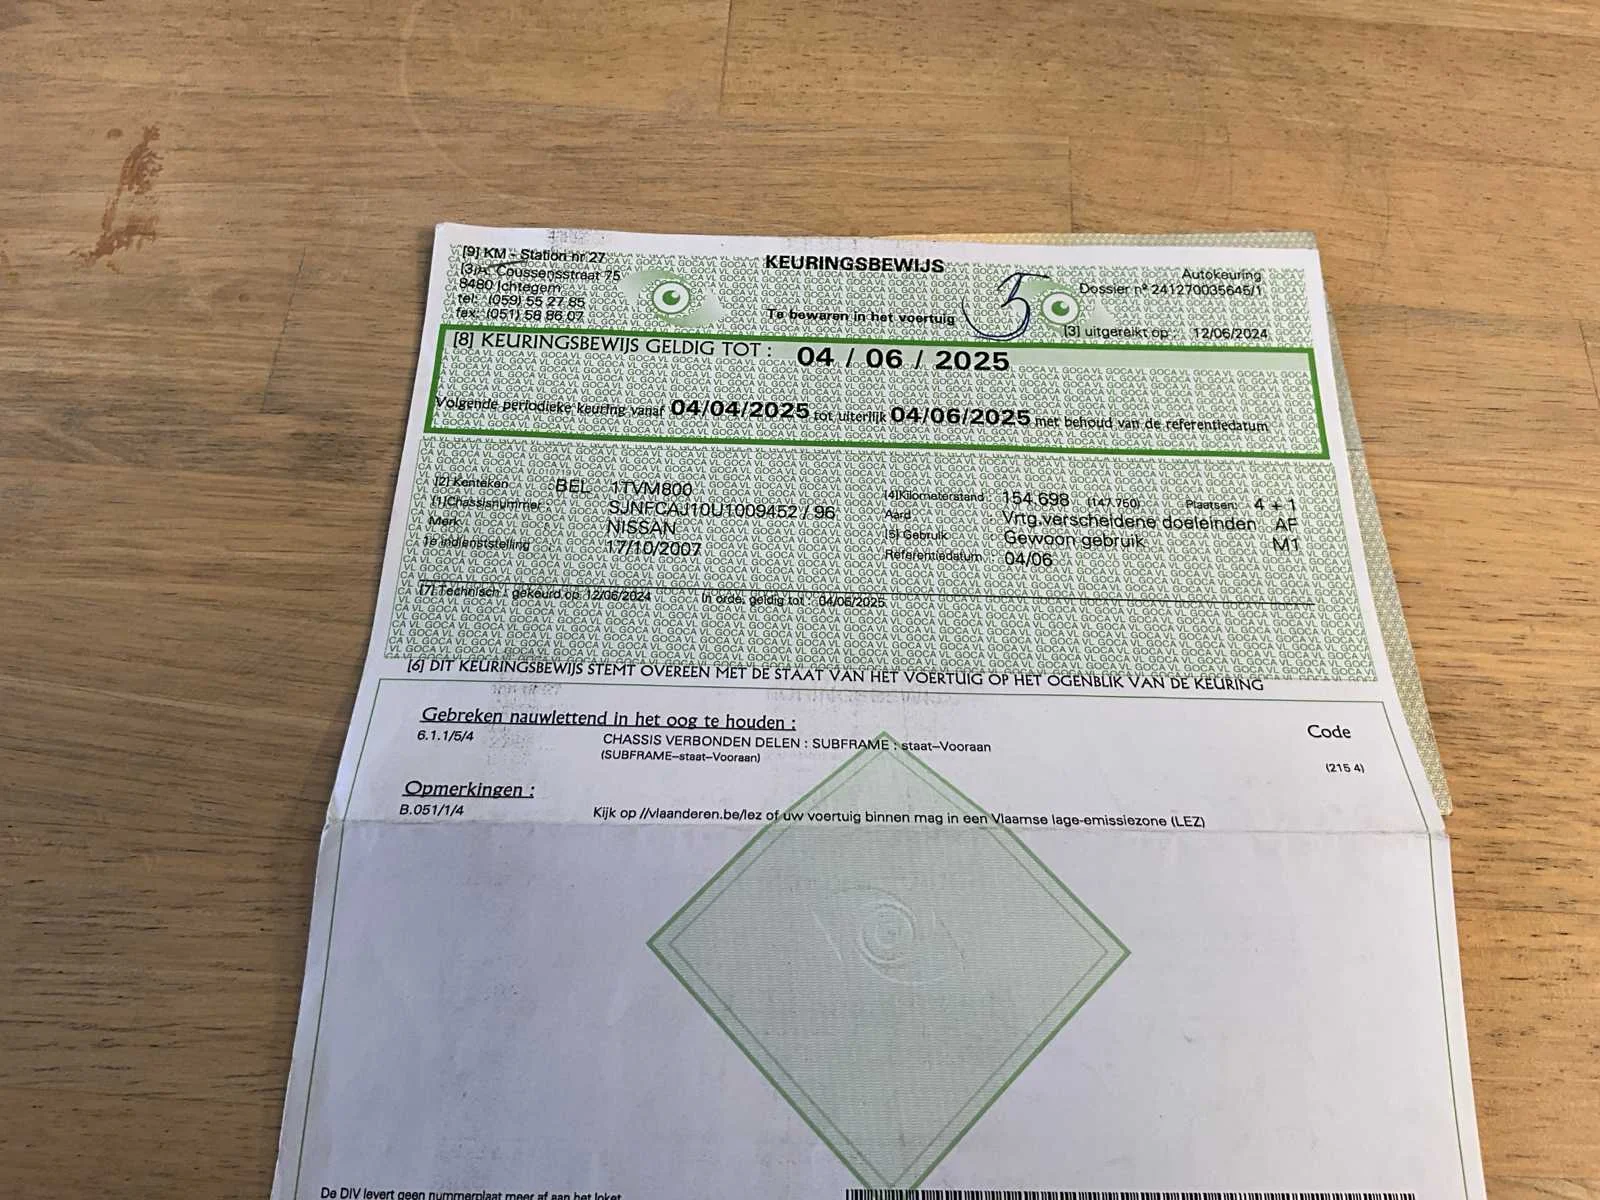 [9] KM - Station nr 27
[3] A. Coussensstraat 75
8480 Ichtegem
tel: (059) 55 27 85
fax: (051) 58 86 07
KEURINGSBEWIJS
Te bewaren in het voertuig
5
Autokeuring
Dossier nº 241270035645/1
[3] uitgereikt op : 12/06/2024
[8] KEURINGSBEWIJS GELDIG TOT : 04 / 06 / 2025
Volgende periodieke keuring vanaf 04/04/2025 tot uiterlijk 04/06/2025 met behoud van de referentiedatum
[2] Kenteken : BEL 1TVM800
[1]Chassisnummer : SJNFCAJ10U1009452 / 96
Merk : NISSAN
1e indienststelling : 17/10/2007
[4]Kilometerstand : 154.698 (147.750) Plaatsen: 4 + 1
Aard : Vrtg.verscheidene doeleinden AF
[5] Gebruik : Gewoon gebruik M1
Referentiedatum : 04/06
[7] Technisch : gekeurd op 12/06/2024 In orde, geldig tot : 04/06/2025
[6] DIT KEURINGSBEWIJS STEMT OVEREEN MET DE STAAT VAN HET VOERTUIG OP HET OGENBLIK VAN DE KEURING
Gebreken nauwlettend in het oog te houden : Code
6.1.1/5/4 CHASSIS VERBONDEN DELEN : SUBFRAME : staat–Vooraan
(SUBFRAME–staat–Vooraan) (215 4)
Opmerkingen :
B.051/1/4 Kijk op //vlaanderen.be/lez of uw voertuig binnen mag in een Vlaamse lage-emissiezone (LEZ)
De DIV levert geen nummerplaat meer af aan het loket